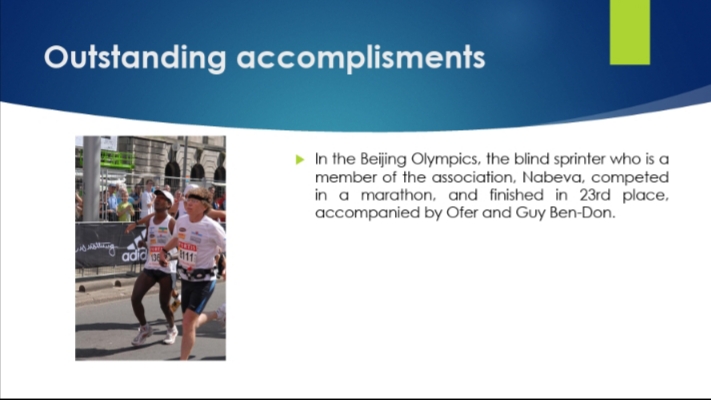 Outstanding accomplisments
In the Beijing Olympics, the blind sprinter who is a
member of the association, Nabeva, competed
in a marathon, and finished in 23rd place,
accompanied by Ofer and Guy Ben-Don.
adid